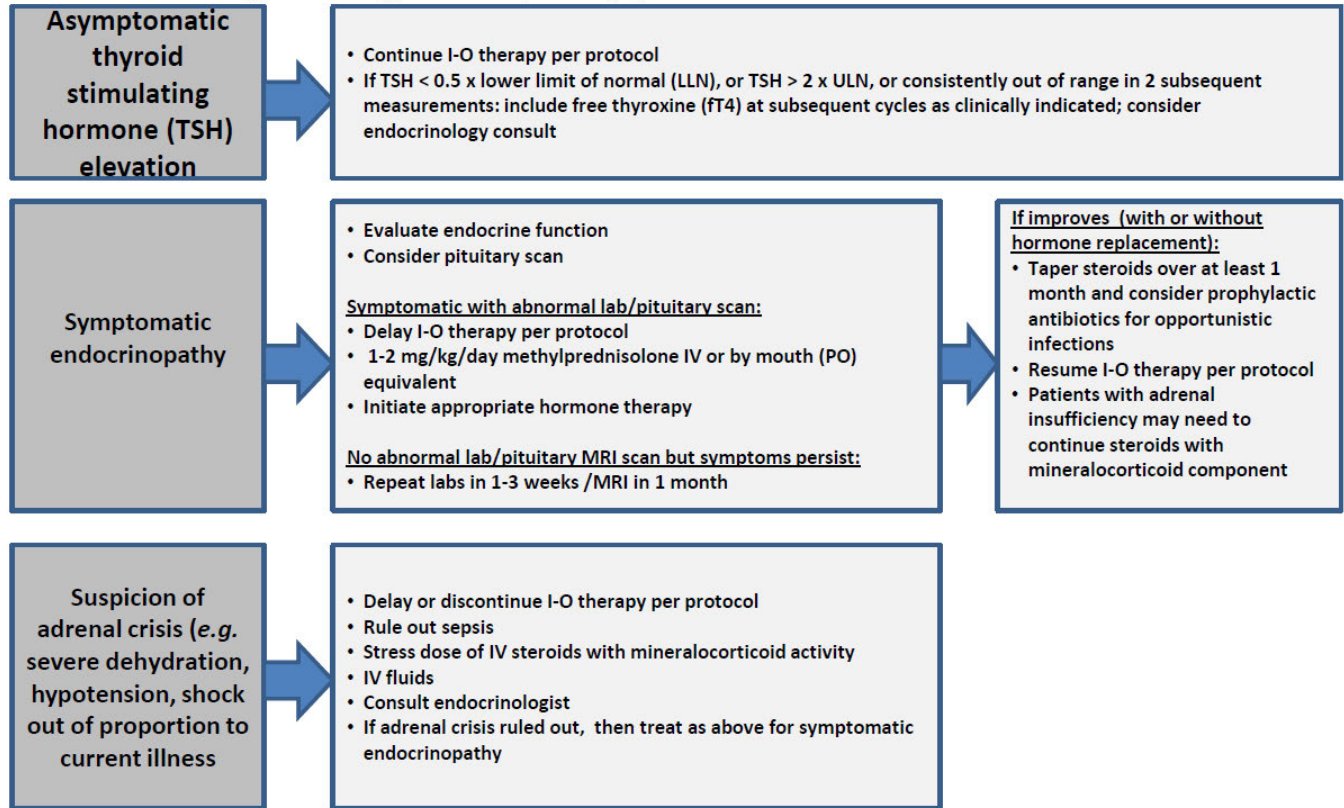 Asymptomatic
thyroid
stimulating
hormone (TSH)
elevation
• Continue I-O therapy per protocol
• If TSH < 0.5 x lower limit of normal (LLN), or TSH > 2 x ULN, or consistently out of range in 2 subsequent
measurements: include free thyroxine (fT4) at subsequent cycles as clinically indicated; consider
endocrinology consult
Symptomatic
endocrinopathy
• Evaluate endocrine function
• Consider pituitary scan
Symptomatic with abnormal lab/pituitary scan:
• Delay I-O therapy per protocol
• 1-2 mg/kg/day methylprednisolone IV or by mouth (PO)
equivalent
• Initiate appropriate hormone therapy
No abnormal lab/pituitary MRI scan but symptoms persist:
• Repeat labs in 1-3 weeks /MRI in 1 month
If improves (with or without
hormone replacement):
• Taper steroids over at least 1
month and consider prophylactic
antibiotics for opportunistic
infections
• Resume I-O therapy per protocol
• Patients with adrenal
insufficiency may need to
continue steroids with
mineralocorticoid component
Suspicion of
adrenal crisis (e.g.
severe dehydration,
hypotension, shock
out of proportion to
current illness
• Delay or discontinue I-O therapy per protocol
• Rule out sepsis
• Stress dose of IV steroids with mineralocorticoid activity
• IV fluids
• Consult endocrinologist
• If adrenal crisis ruled out, then treat as above for symptomatic
endocrinopathy